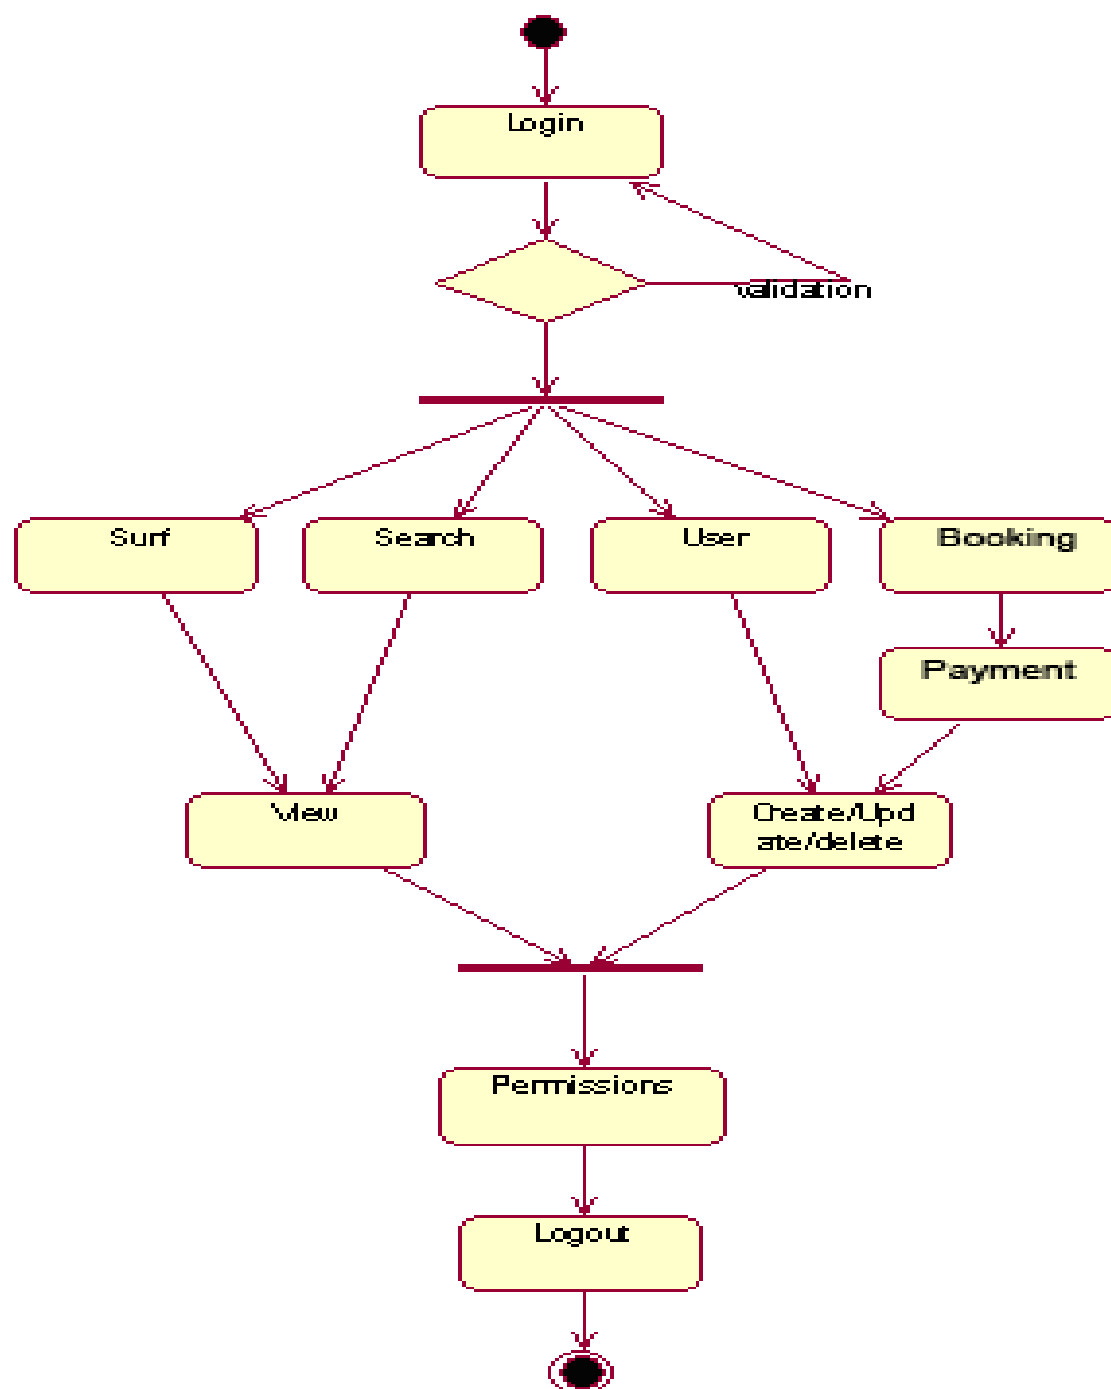 Login
validation
Surf
Search
User
Booking
Payment
View
Create/Upd
ate/delete
Permissions
Logout